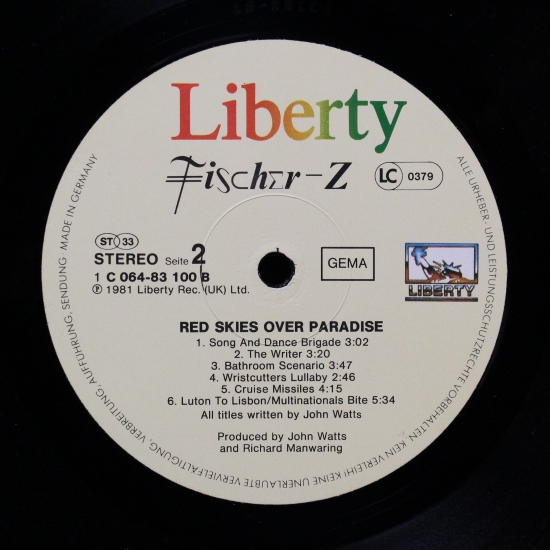 Liberty
Fischer-Z
LC 0379
ST 33
STEREO Seite 2
1 C 064-83 100 B
℗ 1981 Liberty Rec. (UK) Ltd.
GEMA
LIBERTY
RED SKIES OVER PARADISE
1. Song And Dance Brigade 3:02
2. The Writer 3:20
3. Bathroom Scenario 3:47
4. Wristcutters Lullaby 2:46
5. Cruise Missiles 4:15
6. Luton To Lisbon/Multinationals Bite 5:34
All titles written by John Watts
Produced by John Watts
and Richard Manwaring
ALLE URHEBER- UND LEISTUNGSSCHUTZRECHTE VORBEHALTEN. KEIN VERLEIH! KEINE UNERLAUBTE VERVIELFÄLTIGUNG, VERBREITUNG, AUFFÜHRUNG, SENDUNG · MADE IN GERMANY